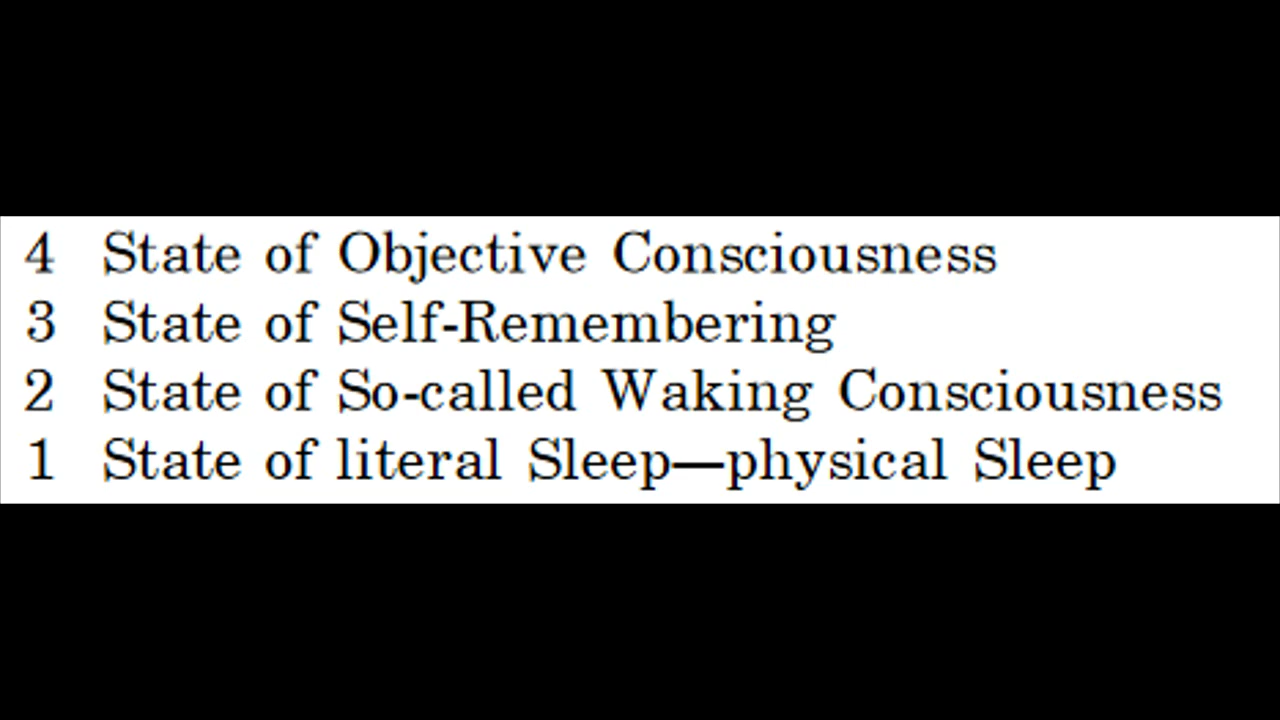 4 State of Objective Consciousness
3 State of Self-Remembering
2 State of So-called Waking Consciousness
1 State of literal Sleep—physical Sleep